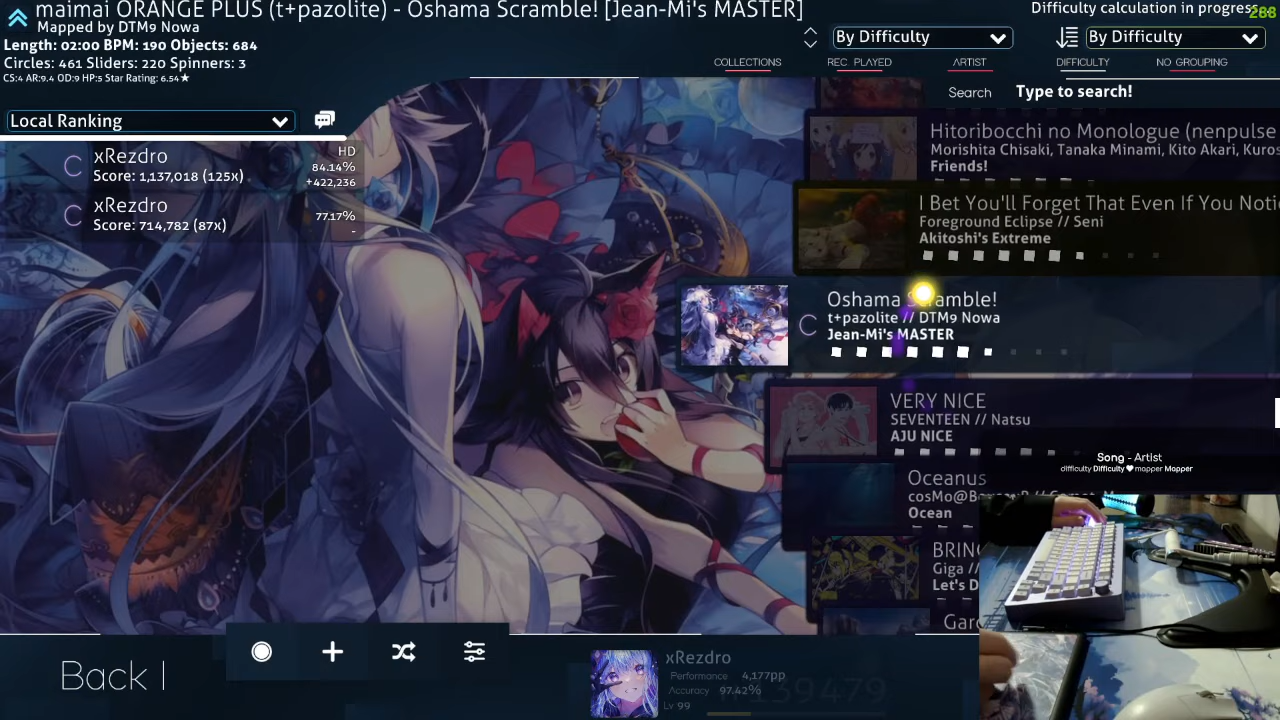 maimai ORANGE PLUS (t+pazolite) - Oshama Scramble! [Jean-Mi's MASTER]
Mapped by DTM9 Nowa
Length: 02:00 BPM: 190 Objects: 684
Circles: 461 Sliders: 220 Spinners: 3
CS:4 AR:9.4 OD:9 HP:5 Star Rating: 6.54★
Difficulty calculation in progress
By Difficulty
By Difficulty
COLLECTIONS
REC PLAYED
ARTIST
DIFFICULTY
NO GROUPING
Search
Type to search!
Local Ranking
C
xRezdro
Score: 1,137,018 (125x)
HD
84.14%
+422,236
C
xRezdro
Score: 714,782 (87x)
77.17%
-
Hitoribocchi no Monologue (nenpulse
Morishita Chisaki, Tanaka Minami, Kito Akari, Kuros
Friends!
I Bet You'll Forget That Even If You Notic
Foreground Eclipse // Seni
Akitoshi's Extreme
C
Oshama Scramble!
t+pazolite // DTM9 Nowa
Jean-Mi's MASTER
VERY NICE
SEVENTEEN // Natsu
AJU NICE
Song - Artist
difficulty Difficulty ♥ mapper Mapper
Oceanus
Ocean
BRING
Giga //
Let's D
Garc
Back
xRezdro
Performance 4,177pp
Accuracy 97.42%
Lv 99